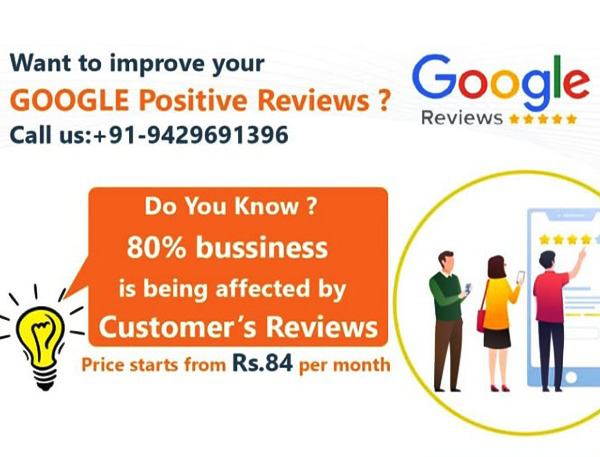 Want to improve your
GOOGLE Positive Reviews ?
Call us:+91-9429691396
Google
Reviews
Do You Know ?
80% bussiness
is being affected by
Customer's Reviews
Price starts from Rs.84 per month